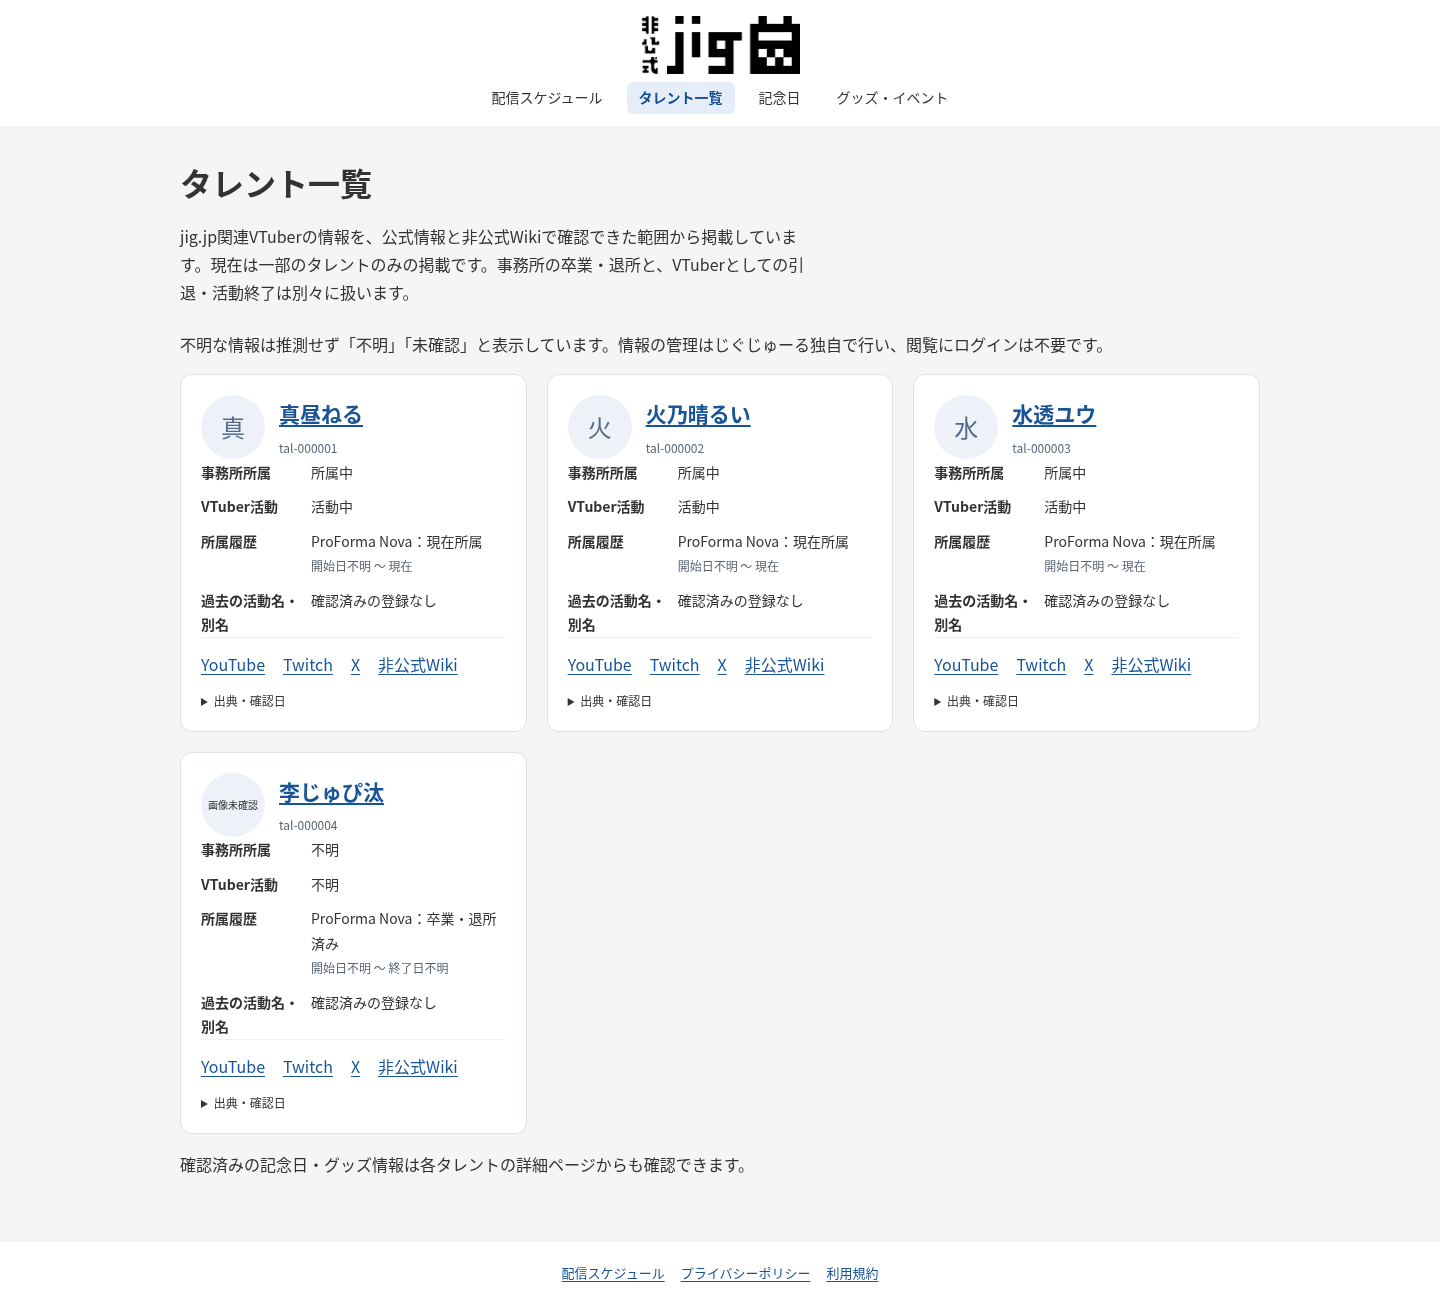 非公式 jig
配信スケジュール タレント一覧 記念日 グッズ・イベント
タレント一覧
jig.jp関連VTuberの情報を、公式情報と非公式Wikiで確認できた範囲から掲載していま
す。現在は一部のタレントのみの掲載です。事務所の卒業・退所と、VTuberとしての引
退・活動終了は別々に扱います。
不明な情報は推測せず「不明」「未確認」と表示しています。情報の管理はじぐじゅーる独自で行い、閲覧にログインは不要です。
真 真昼ねる
tal-000001
事務所所属 所属中
VTuber活動 活動中
所属履歴 ProForma Nova：現在所属
開始日不明 〜 現在
過去の活動名・ 確認済みの登録なし
別名
YouTube Twitch X 非公式Wiki
▶ 出典・確認日
火 火乃晴るい
tal-000002
事務所所属 所属中
VTuber活動 活動中
所属履歴 ProForma Nova：現在所属
開始日不明 〜 現在
過去の活動名・ 確認済みの登録なし
別名
YouTube Twitch X 非公式Wiki
▶ 出典・確認日
水 水透ユウ
tal-000003
事務所所属 所属中
VTuber活動 活動中
所属履歴 ProForma Nova：現在所属
開始日不明 〜 現在
過去の活動名・ 確認済みの登録なし
別名
YouTube Twitch X 非公式Wiki
▶ 出典・確認日
画像未確認 李じゅぴ汰
tal-000004
事務所所属 不明
VTuber活動 不明
所属履歴 ProForma Nova：卒業・退所
済み
開始日不明 〜 終了日不明
過去の活動名・ 確認済みの登録なし
別名
YouTube Twitch X 非公式Wiki
▶ 出典・確認日
確認済みの記念日・グッズ情報は各タレントの詳細ページからも確認できます。
配信スケジュール プライバシーポリシー 利用規約